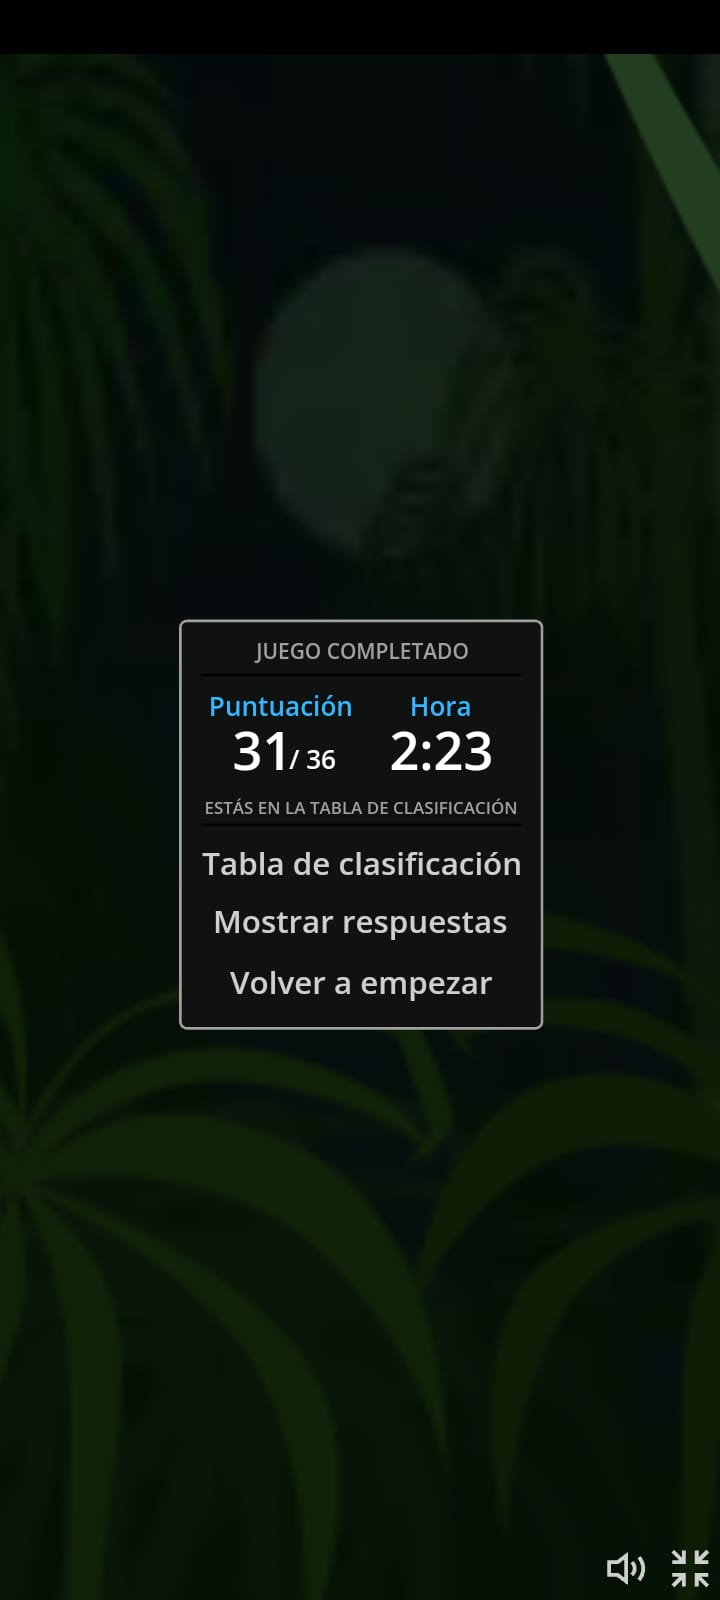 JUEGO COMPLETADO
Puntuación Hora
31/ 36 2:23
ESTÁS EN LA TABLA DE CLASIFICACIÓN
Tabla de clasificación
Mostrar respuestas
Volver a empezar